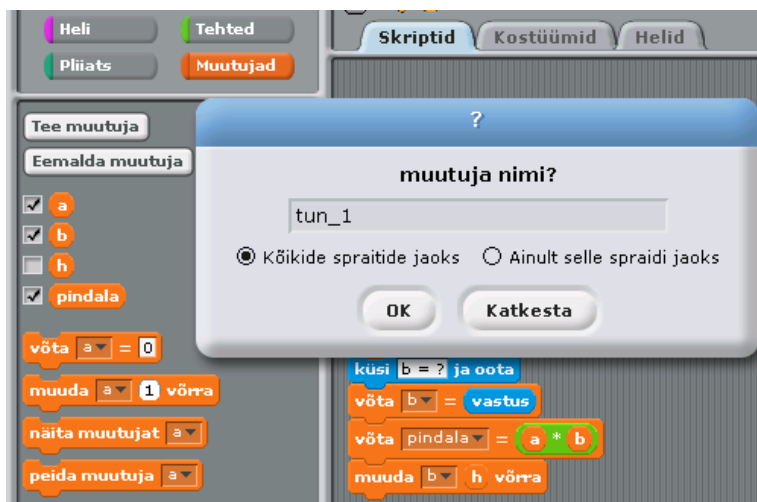 Heli Tehted
Pliiats Muutujad
Skriptid Kostüümid Helid
Tee muutuja
Eemalda muutuja
a
b
h
pindala
võta a = 0
muuda a 1 võrra
näita muutujat a
peida muutuja a
?
muutuja nimi?
tun_1
Kõikide spraitide jaoks Ainult selle spraidi jaoks
OK Katkesta
küsi b = ? ja oota
võta b = vastus
võta pindala = a * b
muuda b h võrra